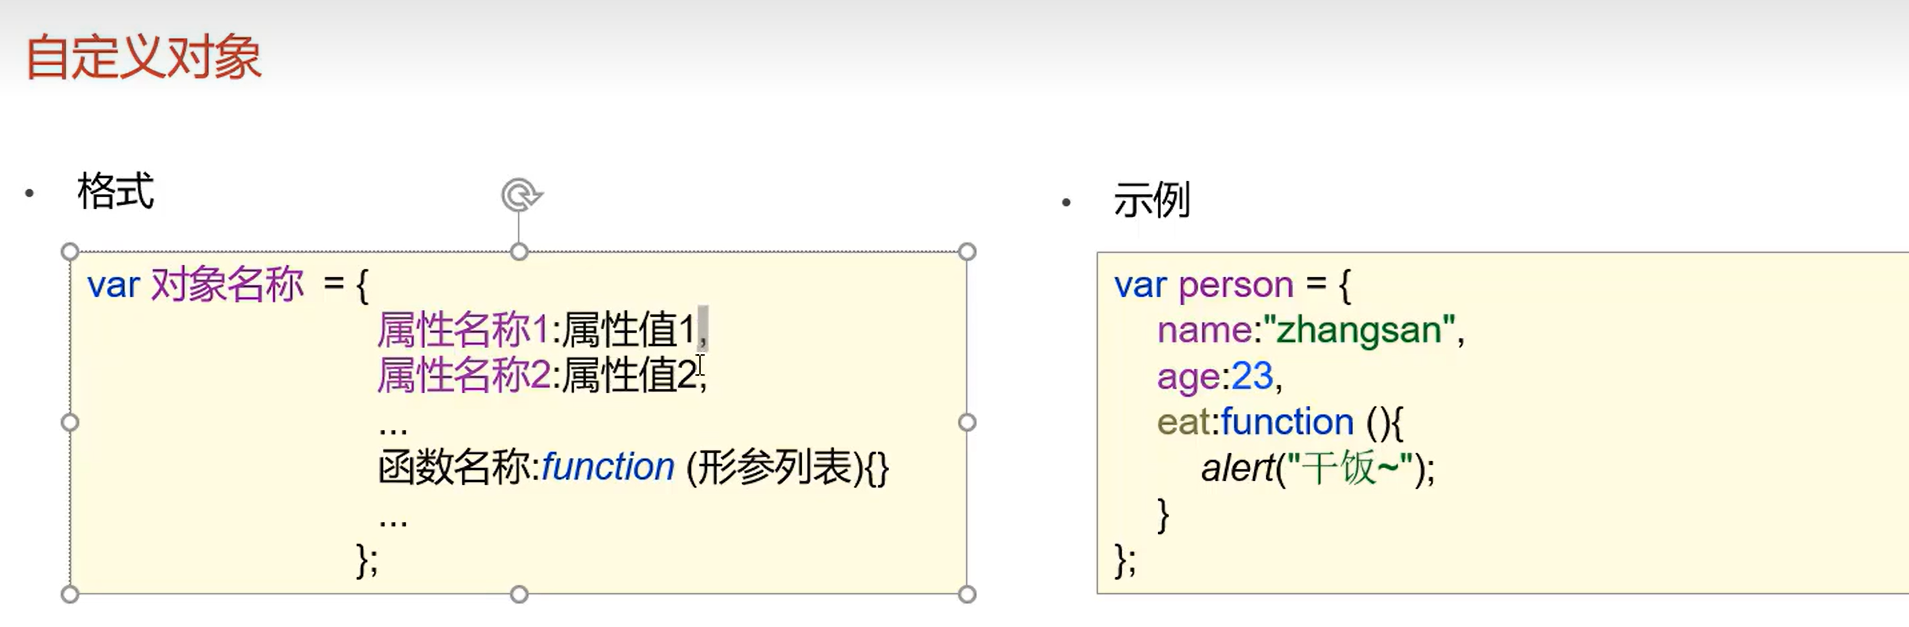 自定义对象
• 格式
var 对象名称 = {
属性名称1:属性值1,
属性名称2:属性值2,
...
函数名称:function (形参列表){}
...
};
• 示例
var person = {
name:"zhangsan",
age:23,
eat:function (){
alert("干饭~");
}
};